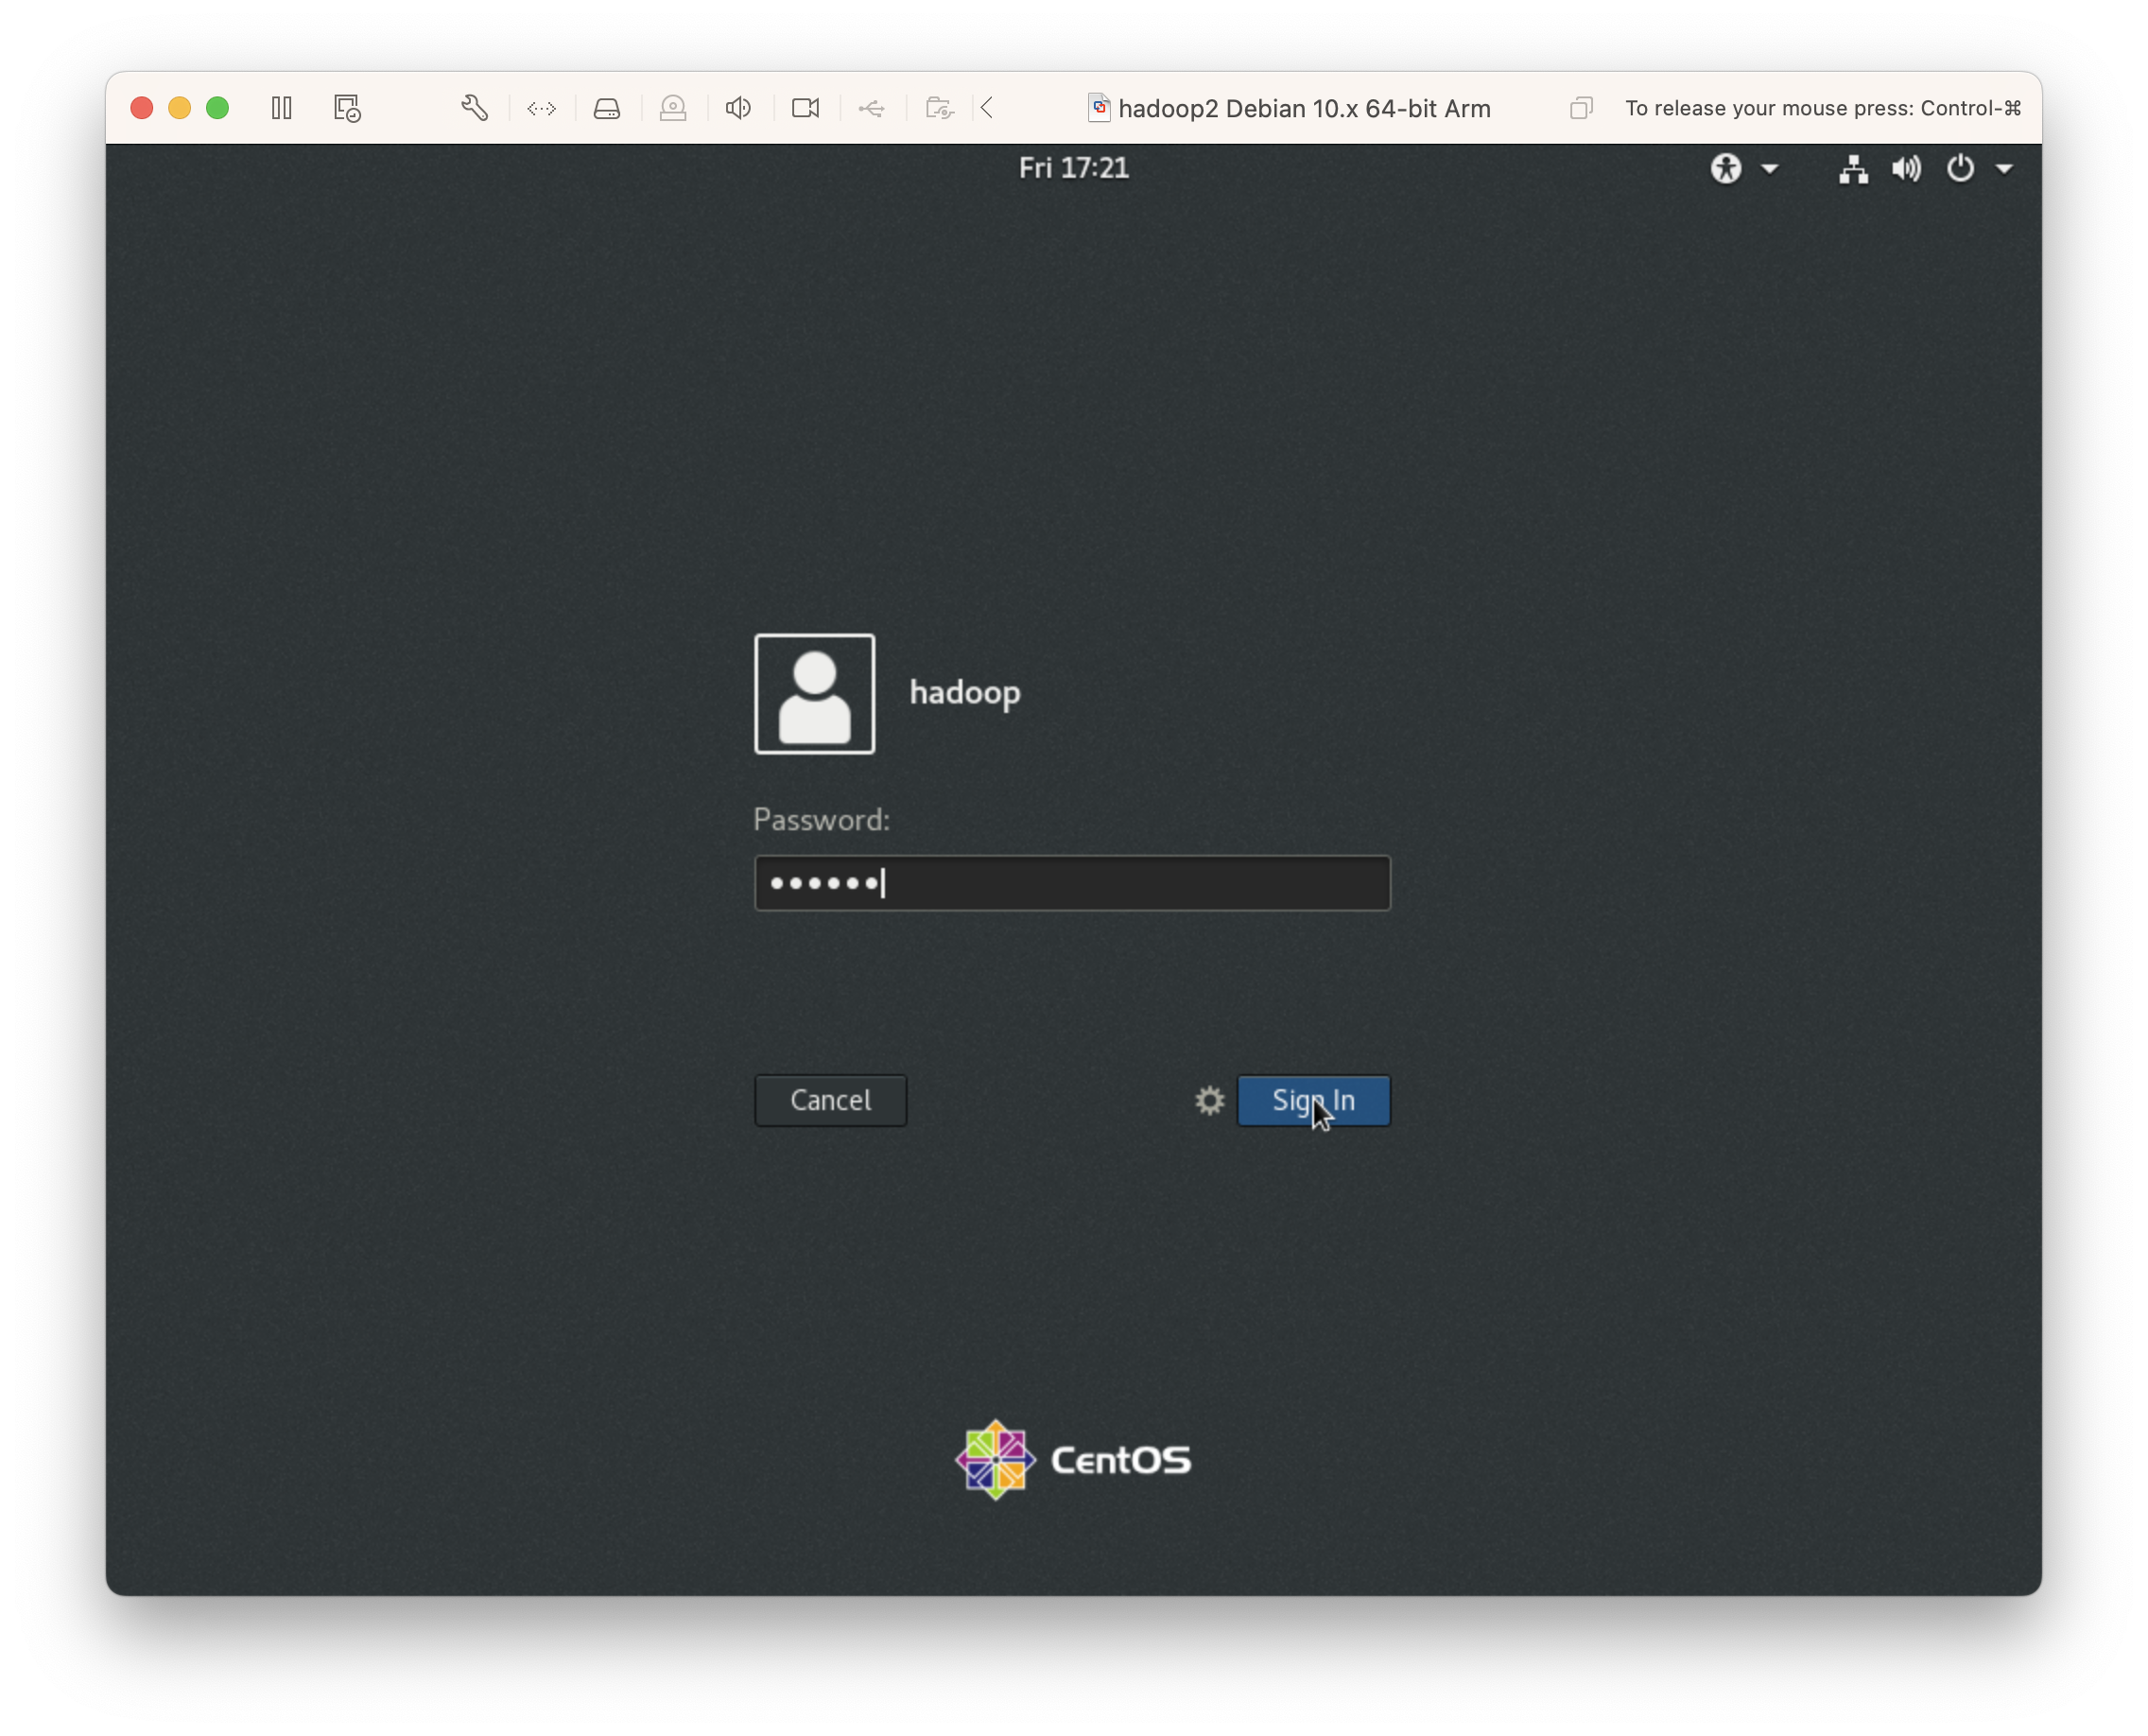 hadoop2 Debian 10.x 64-bit Arm
To release your mouse press: Control-⌘
Fri 17:21
hadoop
Password:
Cancel
Sign In
CentOS